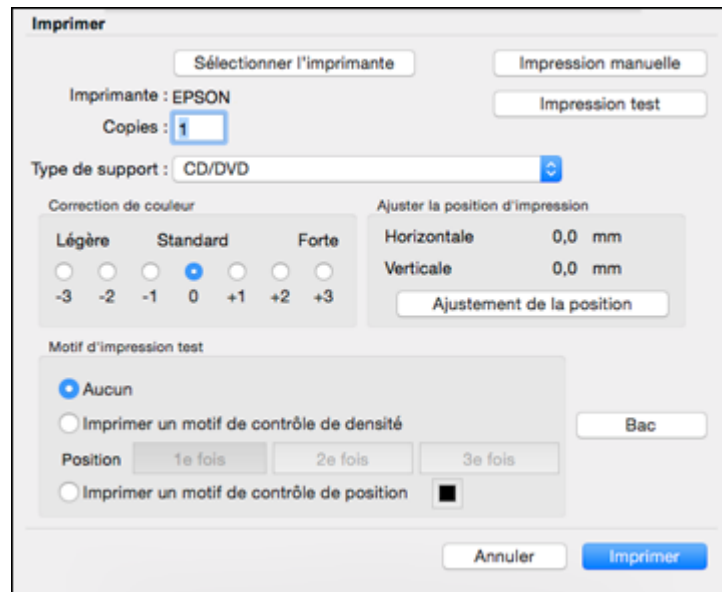 Imprimer
Sélectionner l'imprimante
Impression manuelle
Imprimante : EPSON
Impression test
Copies : 1
Type de support : CD/DVD
Correction de couleur
Légère Standard Forte
-3 -2 -1 0 +1 +2 +3
Ajuster la position d'impression
Horizontale 0,0 mm
Verticale 0,0 mm
Ajustement de la position
Motif d'impression test
Aucun
Imprimer un motif de contrôle de densité
Position 1e fois 2e fois 3e fois
Imprimer un motif de contrôle de position
Bac
Annuler Imprimer